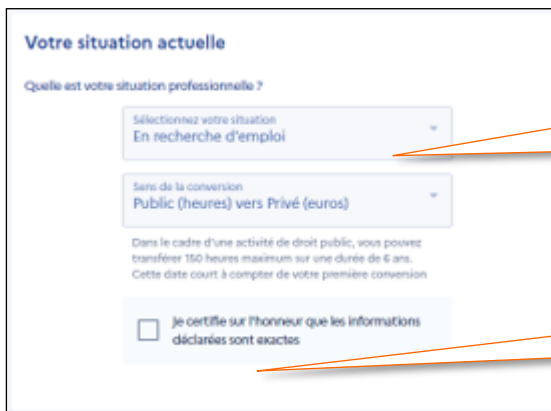 Votre situation actuelle
Quelle est votre situation professionnelle ?
Sélectionnez votre situation
En recherche d'emploi
Sens de la conversion
Public (heures) vers Privé (euros)
Dans le cadre d'une activité de droit public, vous pouvez
transférer 150 heures maximum sur une durée de 6 ans.
Cette date court à compter de votre première conversion
Je certifie sur l'honneur que les informations
déclarées sont exactes